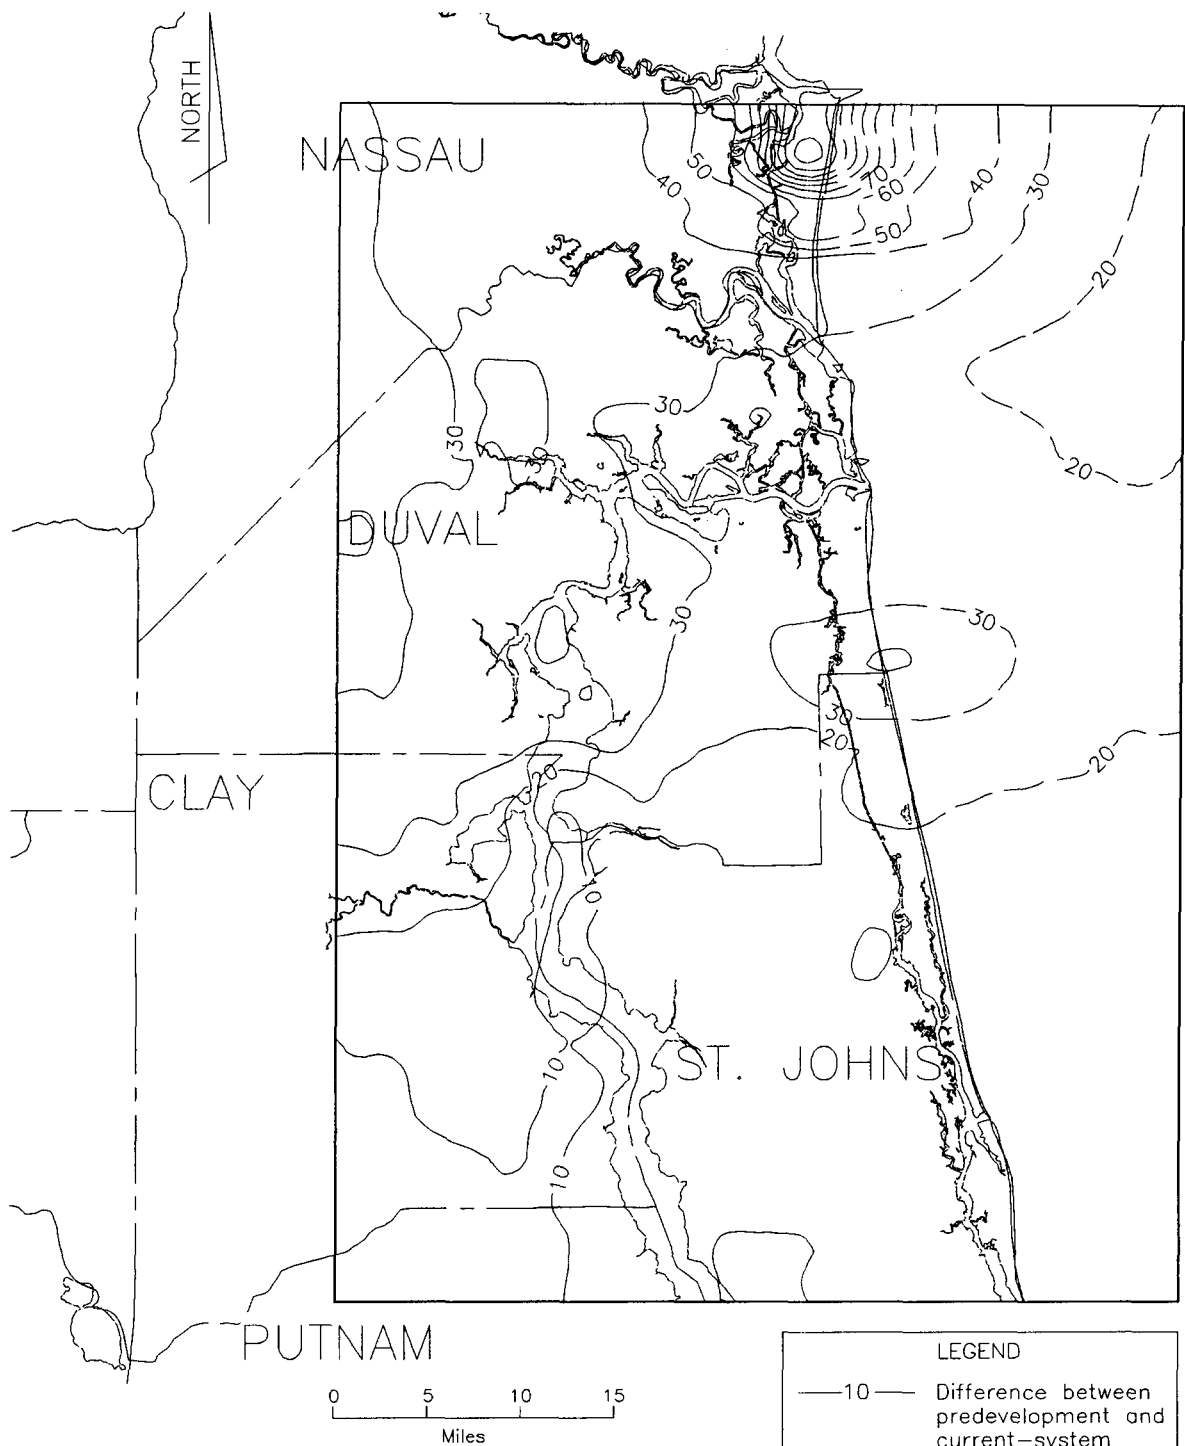 NORTH
NASSAU
50
40
70
60
50
40
30
20
30
30
20
DUVAL
30
30
30
20
20
CLAY
0
0
ST. JOHNS
10
10
PUTNAM
0 5 10 15
Miles
LEGEND
10 Difference between
predevelopment and
current-system